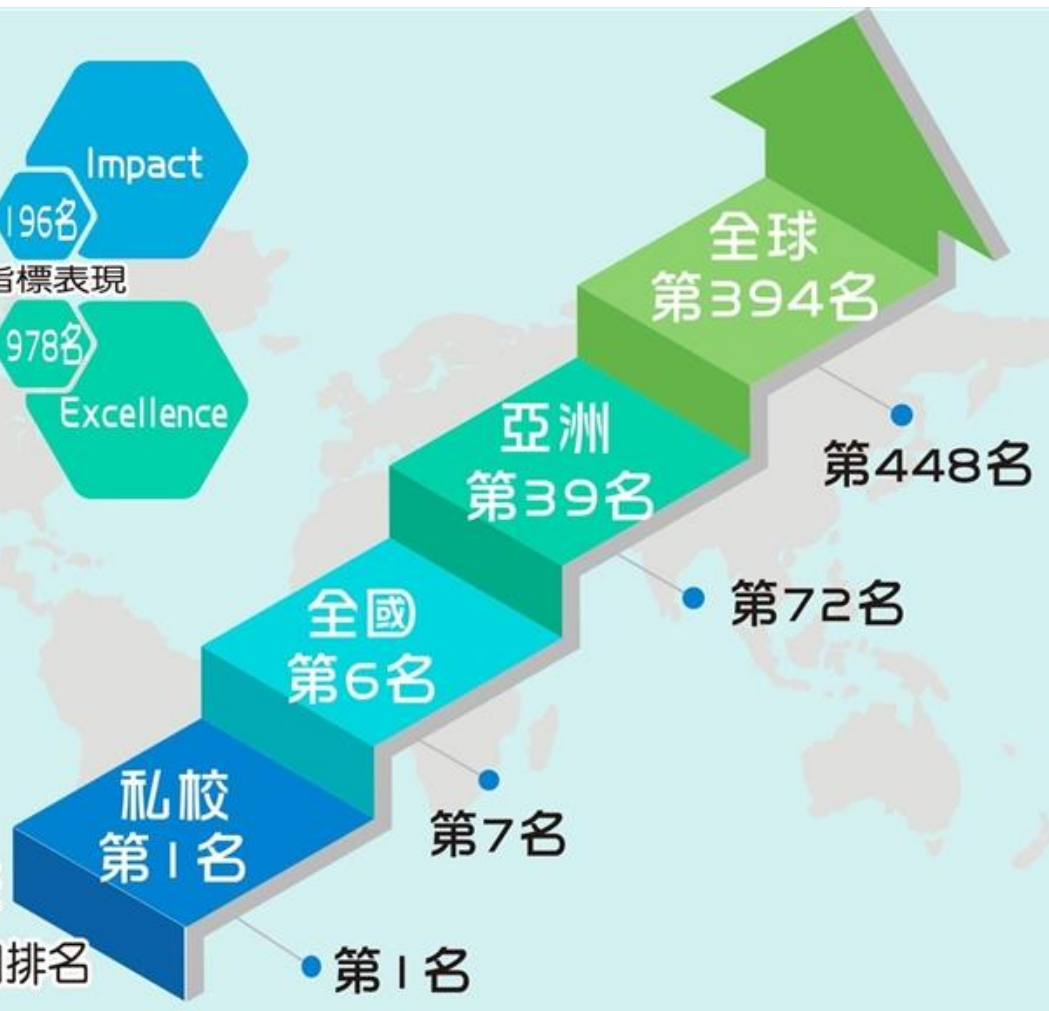 Impact
196名
指標表現
978名
Excellence
全球
第394名
第448名
亞洲
第39名
第72名
全國
第6名
第7名
私校
第1名
排名
第1名